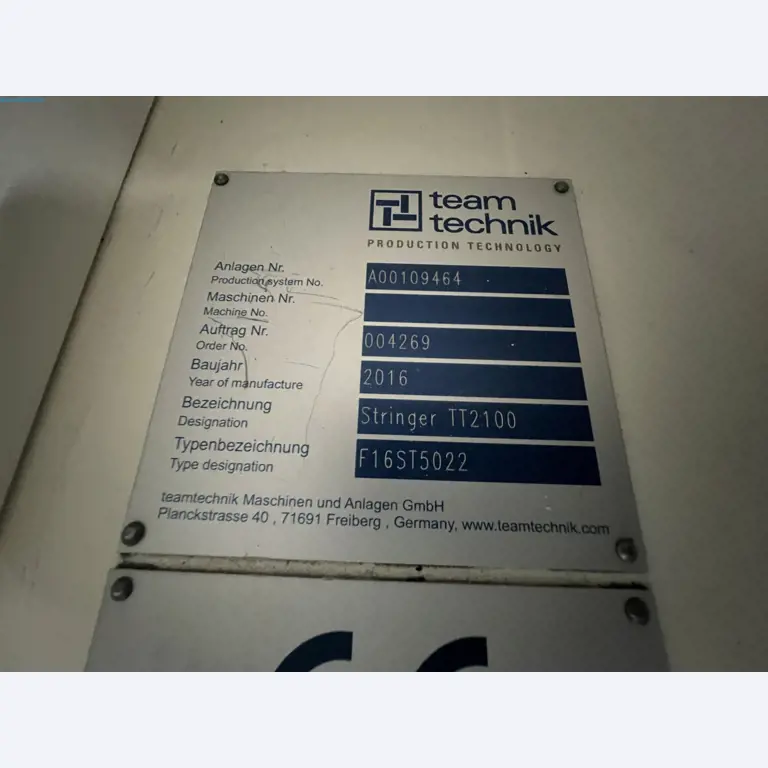 team
technik
PRODUCTION TECHNOLOGY
Anlagen Nr.
Production system No.
A00109464
Maschinen Nr.
Machine No.
Auftrag Nr.
Order No.
004269
Baujahr
Year of manufacture
2016
Bezeichnung
Designation
Stringer TT2100
Typenbezeichnung
Type designation
F16ST5022
teamtechnik Maschinen und Anlagen GmbH
Planckstrasse 40 , 71691 Freiberg , Germany, www.teamtechnik.com